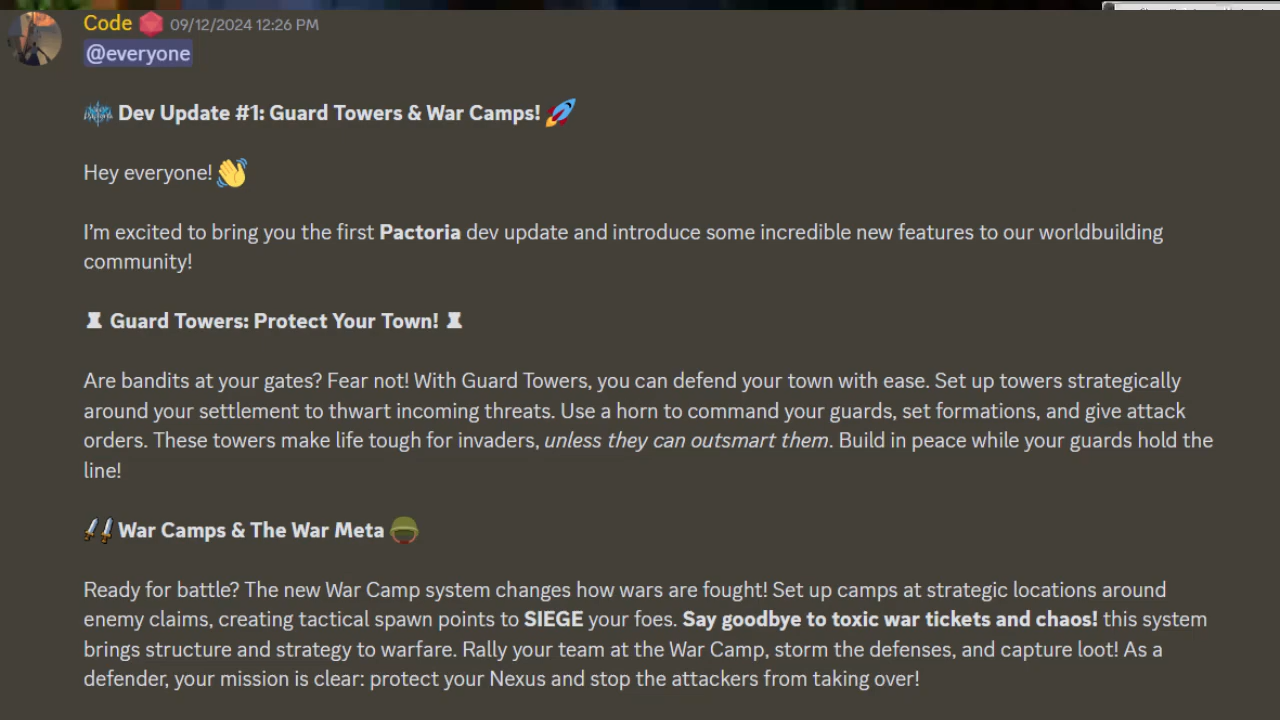 Code 09/12/2024 12:26 PM
@everyone
Dev Update #1: Guard Towers & War Camps!
Hey everyone!
I'm excited to bring you the first Pactoria dev update and introduce some incredible new features to our worldbuilding
community!
Guard Towers: Protect Your Town!
Are bandits at your gates? Fear not! With Guard Towers, you can defend your town with ease. Set up towers strategically
around your settlement to thwart incoming threats. Use a horn to command your guards, set formations, and give attack
orders. These towers make life tough for invaders, unless they can outsmart them. Build in peace while your guards hold the
line!
War Camps & The War Meta
Ready for battle? The new War Camp system changes how wars are fought! Set up camps at strategic locations around
enemy claims, creating tactical spawn points to SIEGE your foes. Say goodbye to toxic war tickets and chaos! this system
brings structure and strategy to warfare. Rally your team at the War Camp, storm the defenses, and capture loot! As a
defender, your mission is clear: protect your Nexus and stop the attackers from taking over!